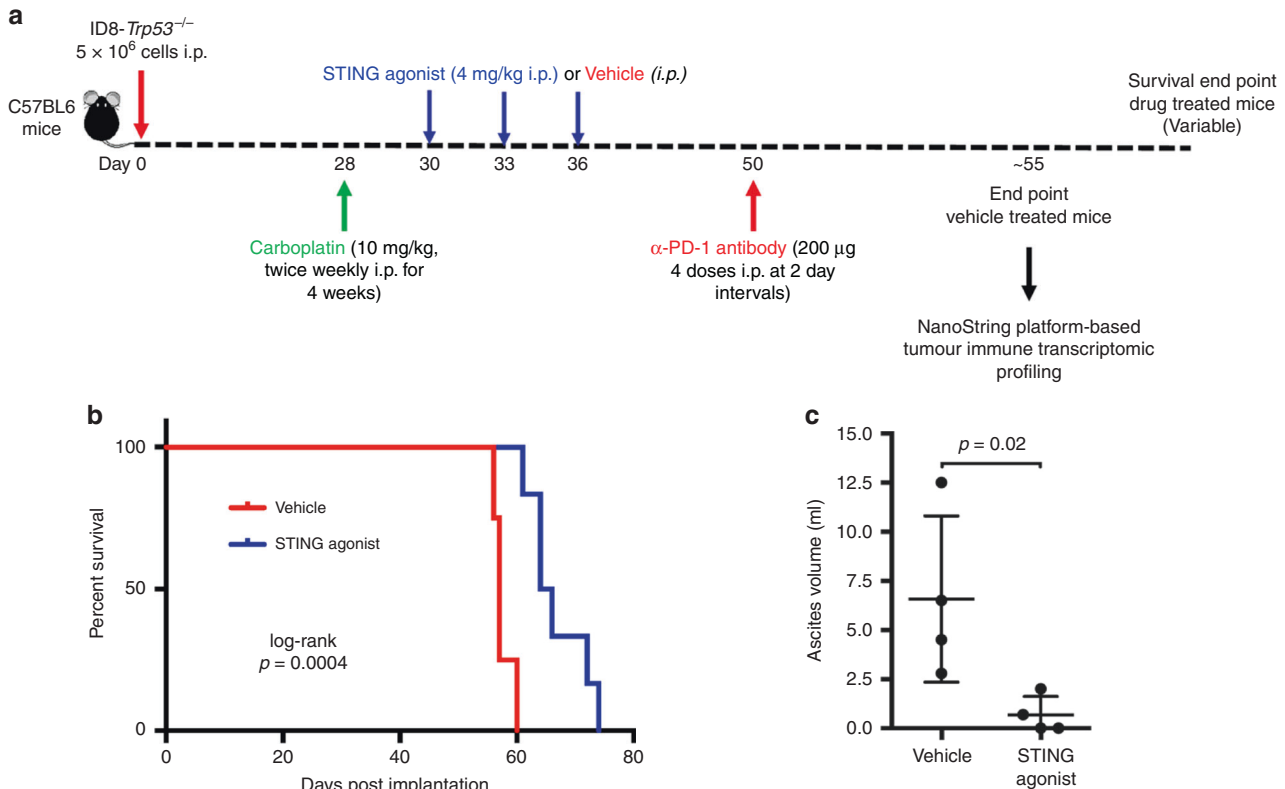 a
ID8-Trp53−/−
5 × 10⁶ cells i.p.
C57BL6
mice
STING agonist (4 mg/kg i.p.) or Vehicle (i.p.)
Survival end point
drug treated mice
(Variable)
Day 0 28 30 33 36 50 ~55
Carboplatin (10 mg/kg,
twice weekly i.p. for
4 weeks)
α-PD-1 antibody (200 μg
4 doses i.p. at 2 day
intervals)
End point
vehicle treated mice
NanoString platform-based
tumour immune transcriptomic
profiling
b
Percent survival
100
50
0
Vehicle
STING agonist
log-rank
p = 0.0004
0 20 40 60 80
Days post implantation
c
Ascites volume (ml)
15.0
12.5
10.0
7.5
5.0
2.5
0.0
p = 0.02
Vehicle
STING
agonist